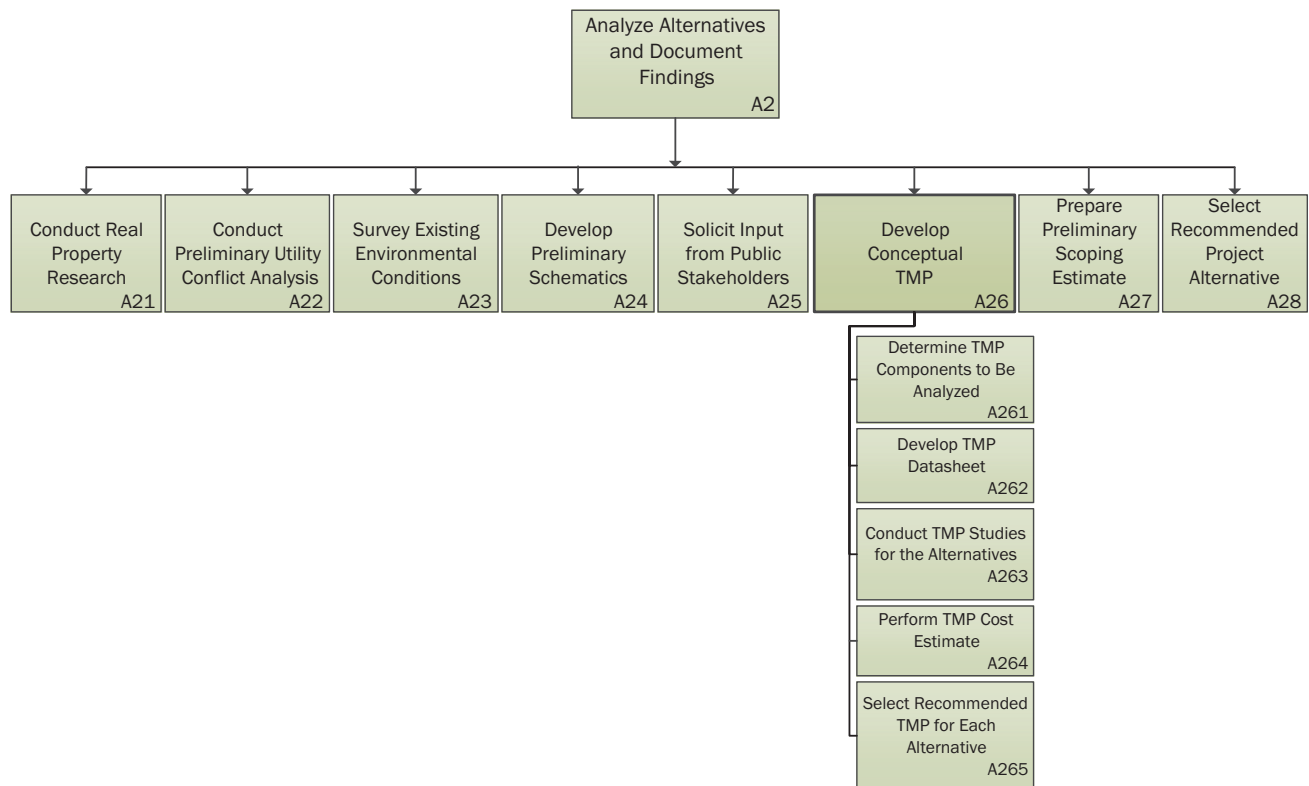 Analyze Alternatives
and Document
Findings
A2
Conduct Real
Property
Research
A21
Conduct
Preliminary Utility
Conflict Analysis
A22
Survey Existing
Environmental
Conditions
A23
Develop
Preliminary
Schematics
A24
Solicit Input
from Public
Stakeholders
A25
Develop
Conceptual
TMP
A26
Prepare
Preliminary
Scoping
Estimate
A27
Select
Recommended
Project
Alternative
A28
Determine TMP
Components to Be
Analyzed
A261
Develop TMP
Datasheet
A262
Conduct TMP Studies
for the Alternatives
A263
Perform TMP Cost
Estimate
A264
Select Recommended
TMP for Each
Alternative
A265